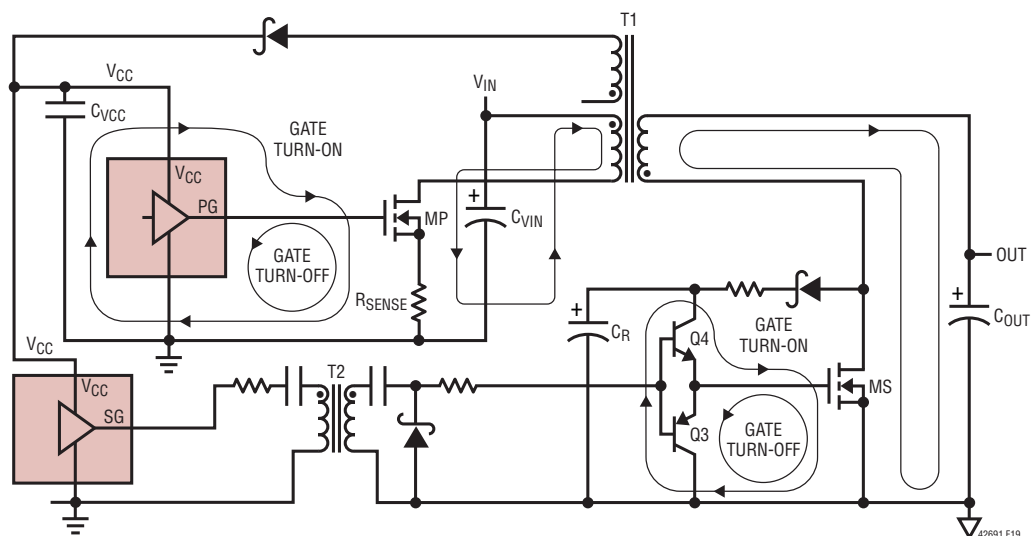 T1
VCC
VIN
CVCC
GATE
TURN-ON
VCC
PG
MP
+
CVIN
GATE
TURN-OFF
OUT
RSENSE
+
COUT
+
CR
Q4
GATE
TURN-ON
VCC
T2
VCC
SG
MS
Q3
GATE
TURN-OFF
42691 F19